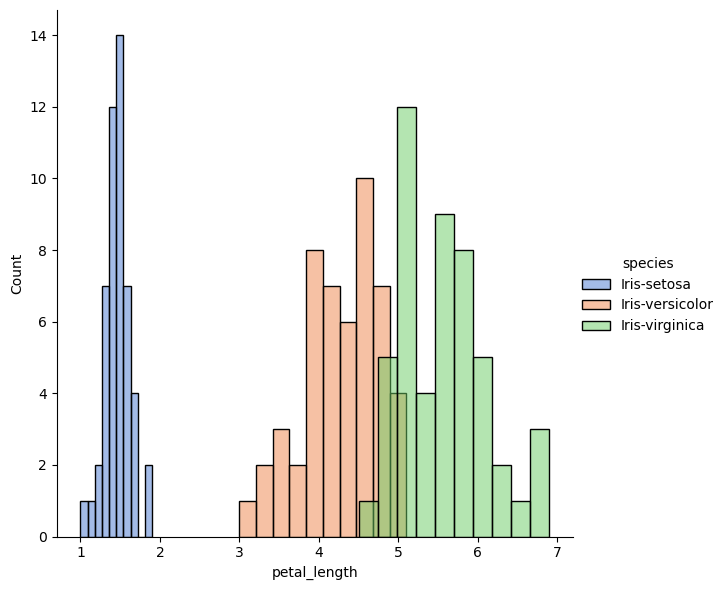 14
12
10
8
6
4
2
0
Count
1 2 3 4 5 6 7
petal_length
species
Iris-setosa
Iris-versicolor
Iris-virginica